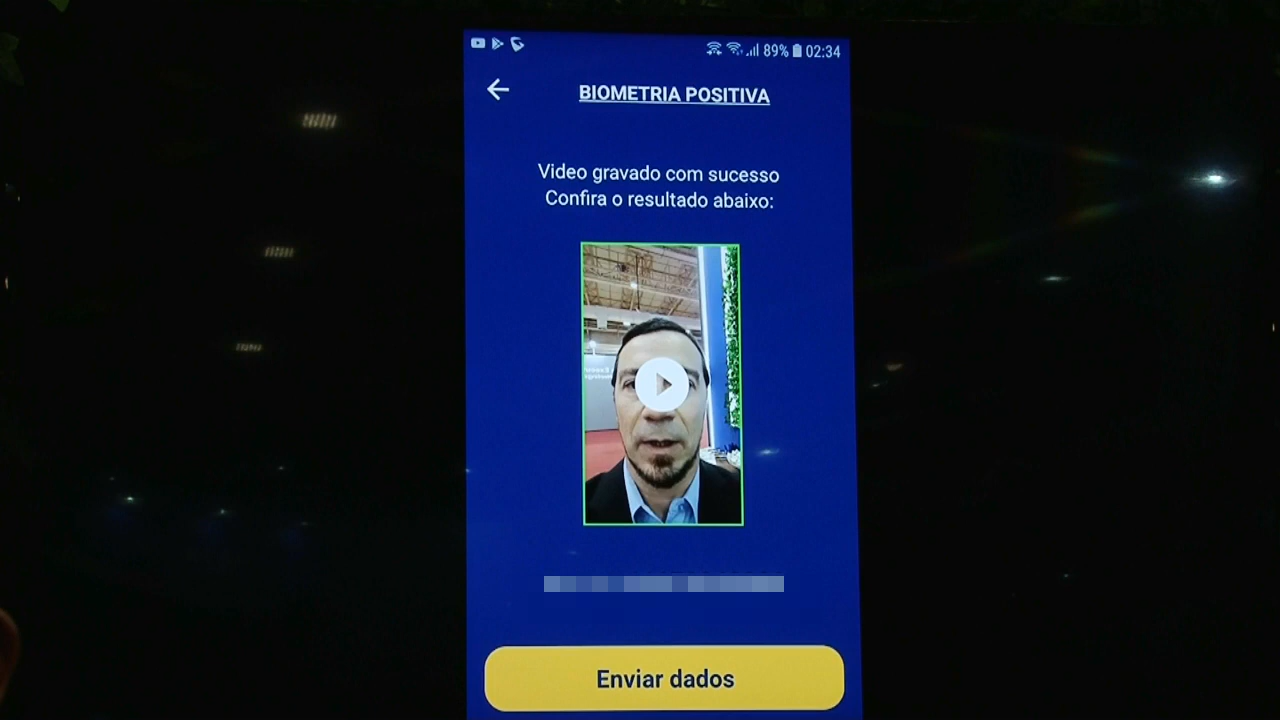 89% 02:34
BIOMETRIA POSITIVA
Video gravado com sucesso
Confira o resultado abaixo:
Enviar dados